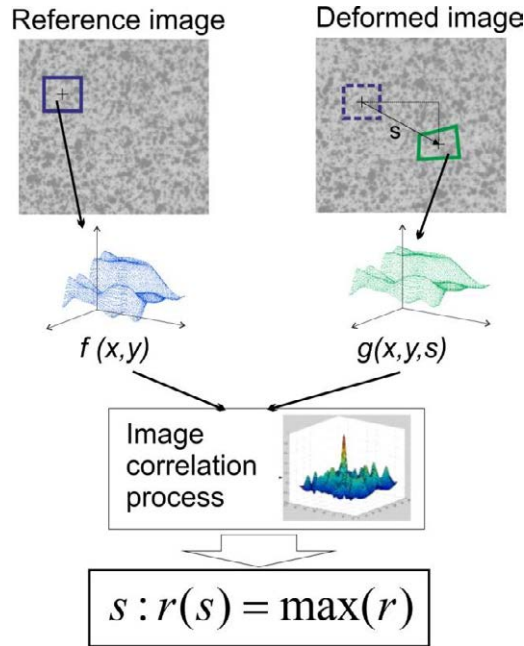 Reference image
Deformed image
s
f (x,y)
g(x,y,s)
Image
correlation
process
s : r(s) = max(r)